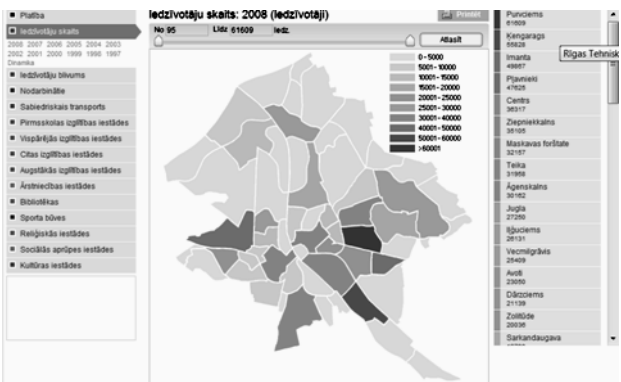 Platība
Iedzīvotāju skaits
2008 2007 2006 2005 2004 2003
2002 2001 2000 1999 1998 1997
Dinamika
Iedzīvotāju blīvums
Nodarbinātie
Sabiedriskais transports
Pirmsskolas izglītības iestādes
Vispārējās izglītības iestādes
Citas izglītības iestādes
Augstākās izglītības iestādes
Ārstniecības iestādes
Bibliotēkas
Sporta būves
Reliģiskās iestādes
Sociālās aprūpes iestādes
Kultūras iestādes
Iedzīvotāju skaits: 2008 (Iedzīvotāji)
Printēt
No 95 Līdz 61609 Iedz.
Atlasīt
0-5000
5001-10000
10001-15000
15001-20000
20001-25000
25001-30000
30001-40000
40001-50000
50001-60000
>60001
Purvciems
61609
Ķengarags
55828
Rīgas Tehnisk
Imanta
Pļavnieki
47628
Centrs
36317
Ziepniekkalns
35105
Maskavas forštate
32157
Teika
31958
Āgenskalns
30162
Jugla
27250
Iļģuciems
26131
Vecmīlgrāvis
25409
Avoti
23050
Dārzciems
21139
Zolitūde
20036
Sarkandaugava